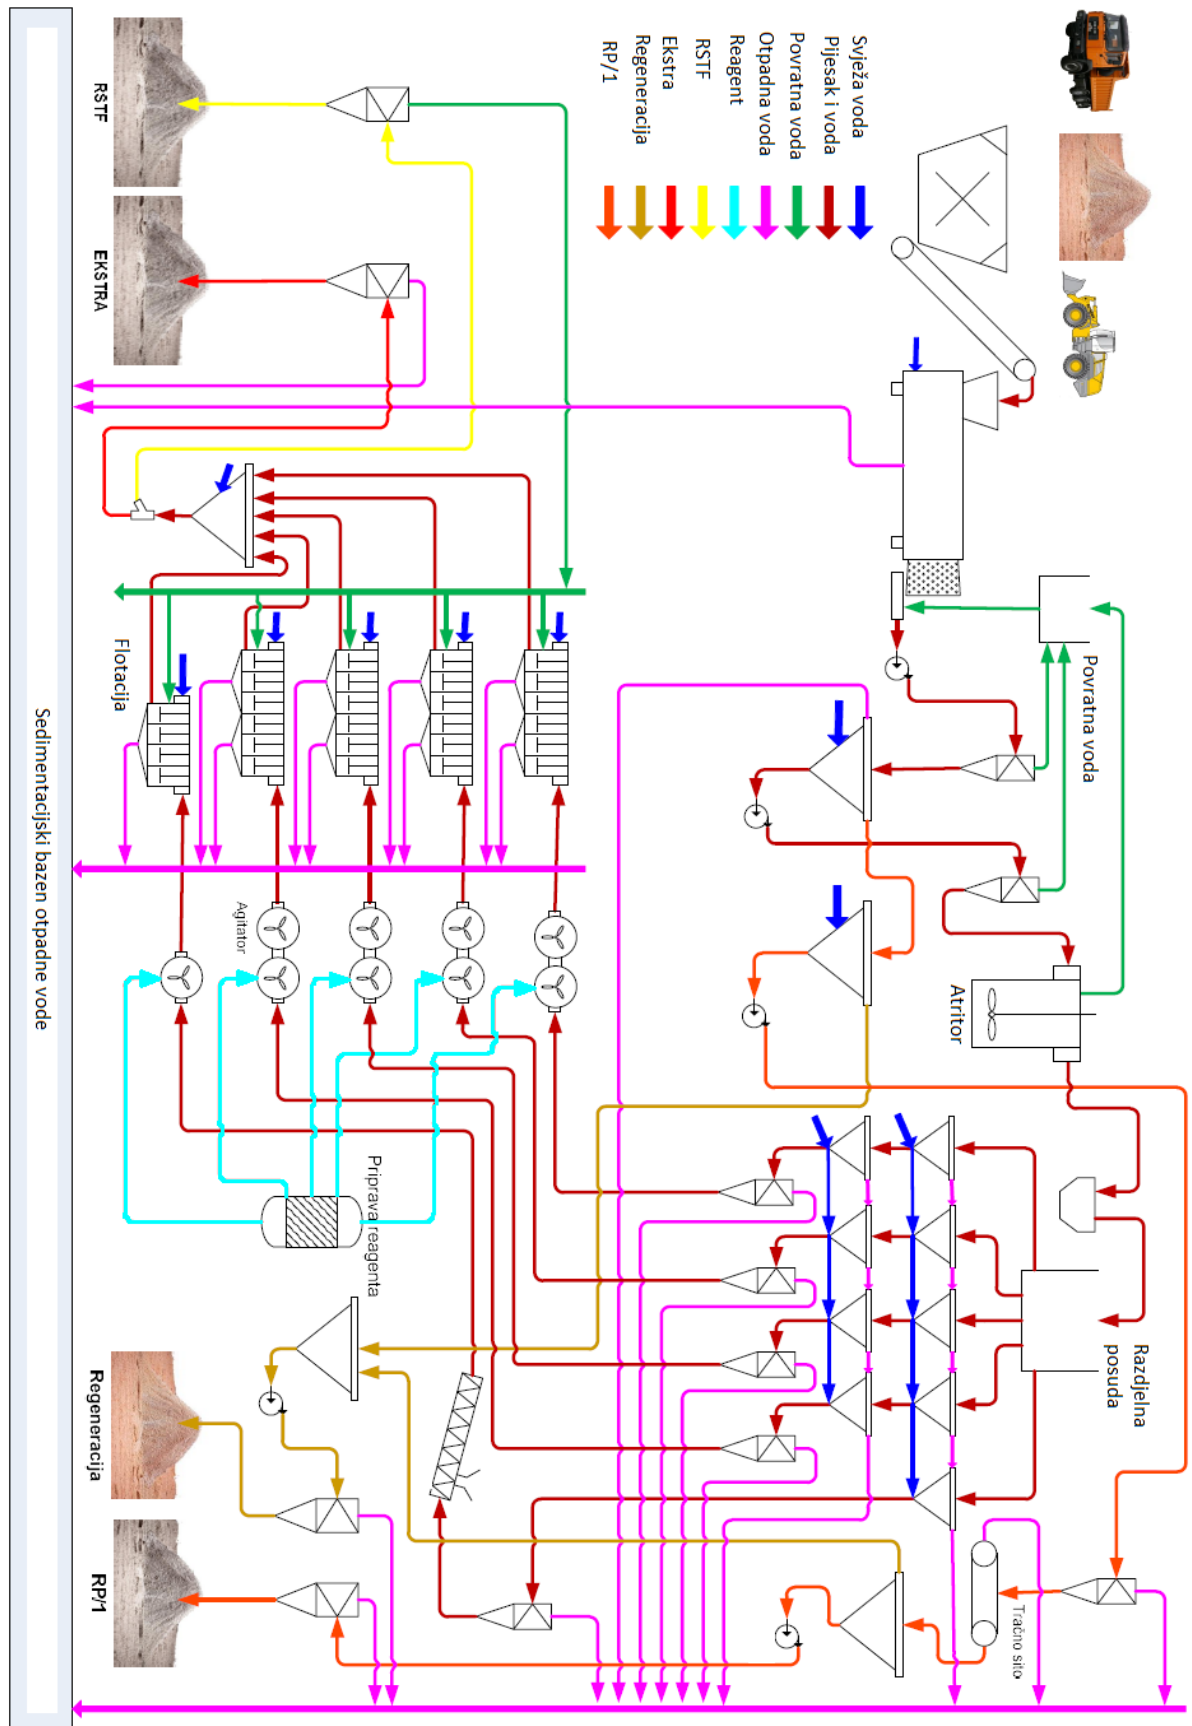 Svježa voda
Pijesak i voda
Povratna voda
Otpadna voda
Reagent
RSTF
Ekstra
Regeneracija
RP/1
RSTF
EKSTRA
Povratna voda
Flotacija
Agitator
Atritor
Priprava reagenta
Razdjelna
posuda
Tračno sito
Regeneracija
RP/1
Sedimentacijski bazen otpadne vode